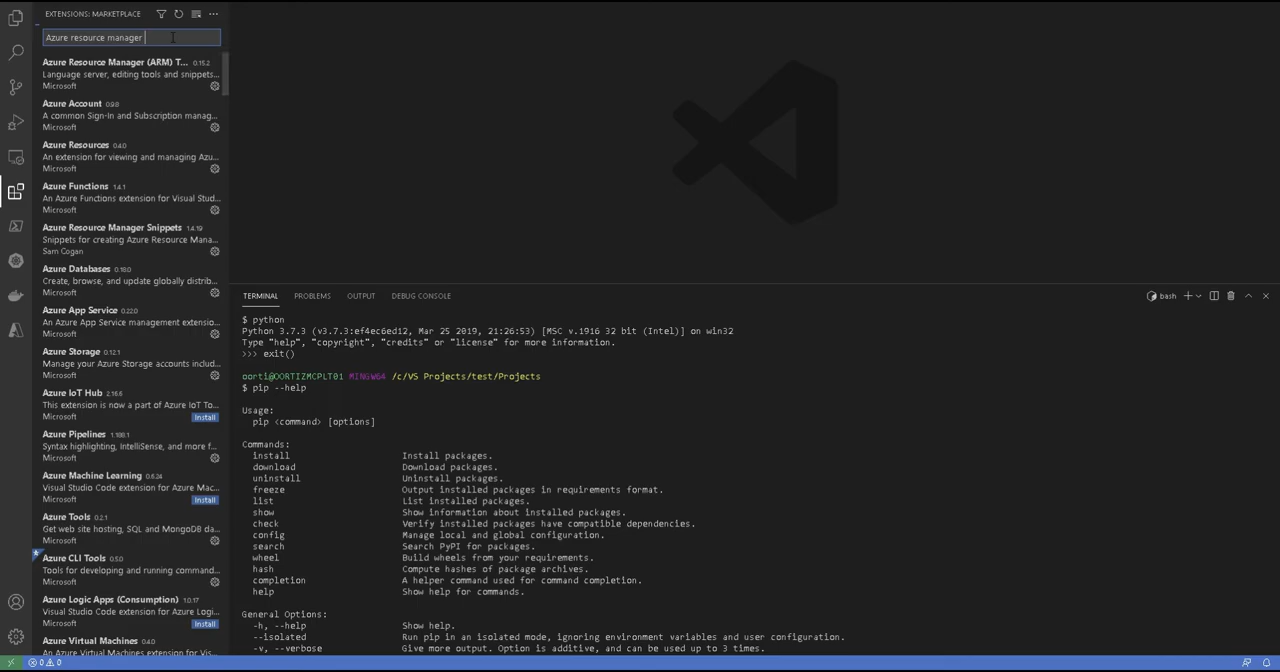 EXTENSIONS: MARKETPLACE
Azure resource manager
Azure Resource Manager (ARM) T... 0.15.2
Language server, editing tools and snippets...
Microsoft
Azure Account 0.9.8
A common Sign-In and Subscription manag...
Microsoft
Azure Resources 0.4.0
An extension for viewing and managing Azu...
Microsoft
Azure Functions 1.4.1
An Azure Functions extension for Visual Stud...
Microsoft
Azure Resource Manager Snippets 1.4.19
Snippets for creating Azure Resource Mana...
Sam Cogan
Azure Databases 0.18.0
Create, browse, and update globally distrib...
Microsoft
Azure App Service 0.22.0
An Azure App Service management extensio...
Microsoft
Azure Storage 0.12.1
Manage your Azure Storage accounts includ...
Microsoft
Azure IoT Hub 2.16.6
This extension is now a part of Azure IoT To...
Microsoft Install
Azure Pipelines 1.188.1
Syntax highlighting, IntelliSense, and more f...
Microsoft
Azure Machine Learning 0.6.24
Visual Studio Code extension for Azure Mac...
Microsoft Install
Azure Tools 0.2.1
Get web site hosting, SQL and MongoDB da...
Microsoft
Azure CLI Tools 0.5.0
Tools for developing and running command...
Microsoft
Azure Logic Apps (Consumption) 1.0.17
Visual Studio Code extension for Azure Logi...
Microsoft Install
Azure Virtual Machines 0.4.0
An Azure Virtual Machines extension for Vis...
TERMINAL PROBLEMS OUTPUT DEBUG CONSOLE
bash
$ python
Python 3.7.3 (v3.7.3:ef4ec6ed12, Mar 25 2019, 21:26:53) [MSC v.1916 32 bit (Intel)] on win32
Type "help", "copyright", "credits" or "license" for more information.
>>> exit()
oorti@OORTIZMCPLT01 MINGW64 /c/VS Projects/test/Projects
$ pip --help
Usage:
pip <command> [options]
Commands:
install Install packages.
download Download packages.
uninstall Uninstall packages.
freeze Output installed packages in requirements format.
list List installed packages.
show Show information about installed packages.
check Verify installed packages have compatible dependencies.
config Manage local and global configuration.
search Search PyPI for packages.
wheel Build wheels from your requirements.
hash Compute hashes of package archives.
completion A helper command used for command completion.
help Show help for commands.
General Options:
-h, --help Show help.
--isolated Run pip in an isolated mode, ignoring environment variables and user configuration.
-v, --verbose Give more output. Option is additive, and can be used up to 3 times.
0 0